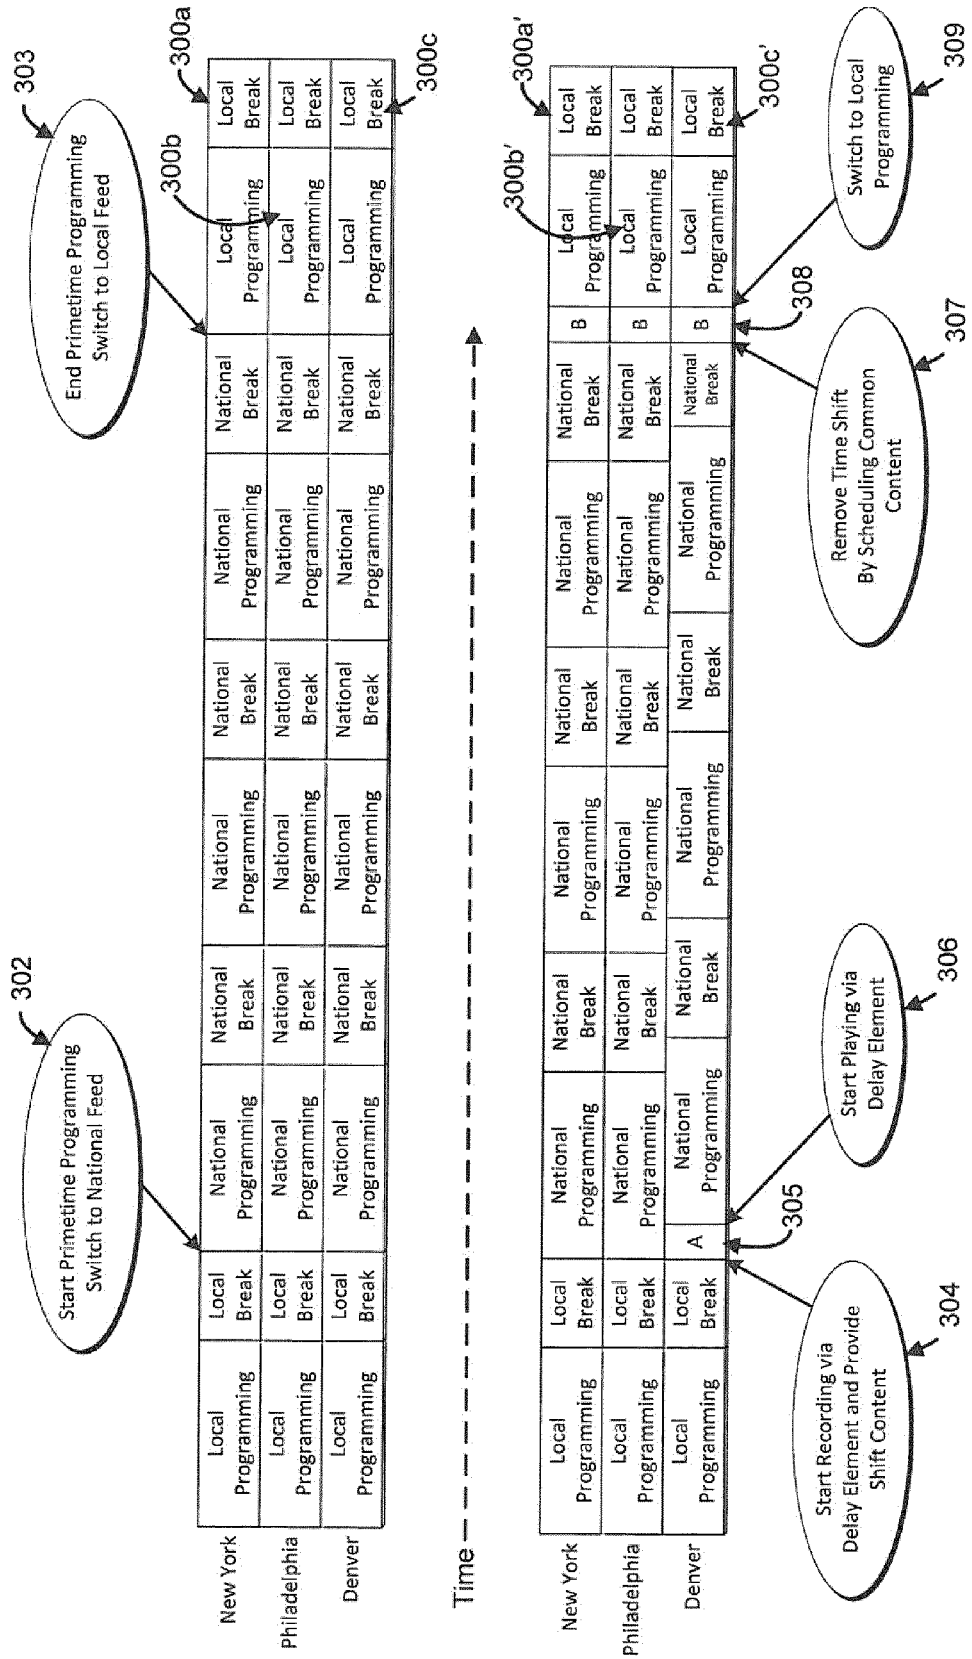 302
Start Primetime Programming
Switch to National Feed
303
End Primetime Programming
Switch to Local Feed
300a
300b
300c
New York
Local
Programming
Local
Break
National
Programming
National
Break
National
Programming
National
Break
National
Programming
National
Break
Local
Programming
Local
Break
Philadelphia
Local
Programming
Local
Break
National
Programming
National
Break
National
Programming
National
Break
National
Programming
National
Break
Local
Programming
Local
Break
Denver
Local
Programming
Local
Break
National
Programming
National
Break
National
Programming
National
Break
National
Programming
National
Break
Local
Programming
Local
Break
Time
300a'
300b'
300c'
New York
Local
Programming
Local
Break
National
Programming
National
Break
National
Programming
National
Break
National
Programming
National
Break
B
Local
Programming
Local
Break
Philadelphia
Local
Programming
Local
Break
National
Programming
National
Break
National
Programming
National
Break
National
Programming
National
Break
B
Local
Programming
Local
Break
Denver
Local
Programming
Local
Break
A
National
Programming
National
Break
National
Programming
National
Break
National
Programming
National
Break
B
Local
Programming
Local
Break
305
308
Start Recording via
Delay Element and Provide
Shift Content
304
Start Playing via
Delay Element
306
Remove Time Shift
By Scheduling Common
Content
307
Switch to Local
Programming
309